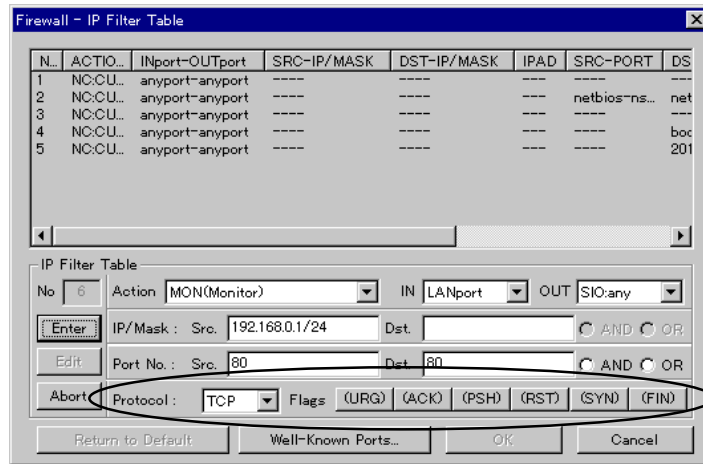 Firewall - IP Filter Table
N... ACTIO... INport-OUTport SRC-IP/MASK DST-IP/MASK IPAD SRC-PORT DS
1 NC:CU... anyport-anyport ---- ---- --- ---- ---
2 NC:CU... anyport-anyport ---- ---- --- netbios-ns... net
3 NC:CU... anyport-anyport ---- ---- --- ---- ---
4 NC:CU... anyport-anyport ---- ---- --- ---- boo
5 NC:CU... anyport-anyport ---- ---- --- ---- 201
IP Filter Table
No 6 Action MON(Monitor) IN LANport OUT SIO:any
Enter IP/Mask : Src. 192.168.0.1/24 Dst. AND OR
Edit Port No. : Src. 80 Dst. 80 AND OR
Abort Protocol : TCP Flags (URG) (ACK) (PSH) (RST) (SYN) (FIN)
Return to Default Well-Known Ports... OK Cancel